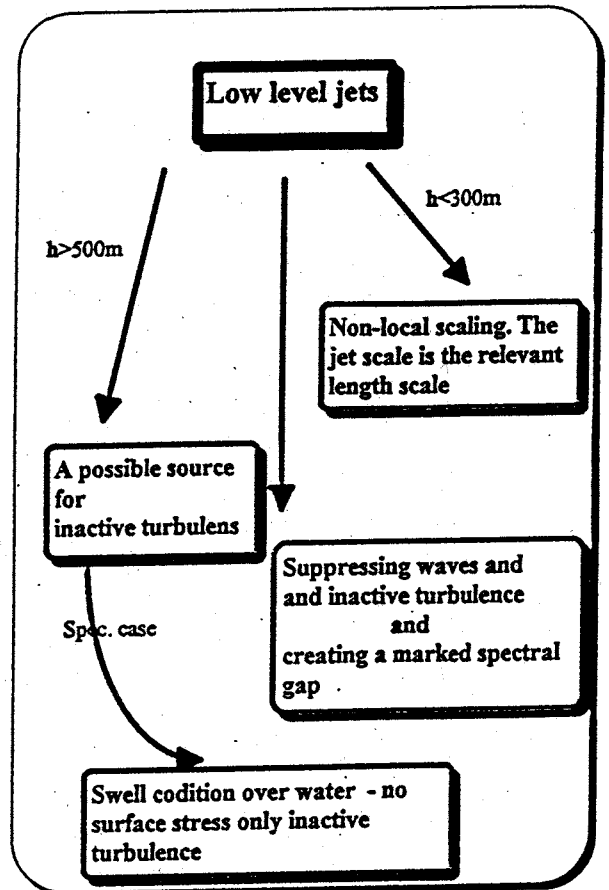 Low level jets
h<300m
h>500m
Non-local scaling. The
jet scale is the relevant
length scale
A possible source
for
inactive turbulens
Suppressing waves and
and inactive turbulence
and
creating a marked spectral
gap
Spec. case
Swell codition over water - no
surface stress only inactive
turbulence